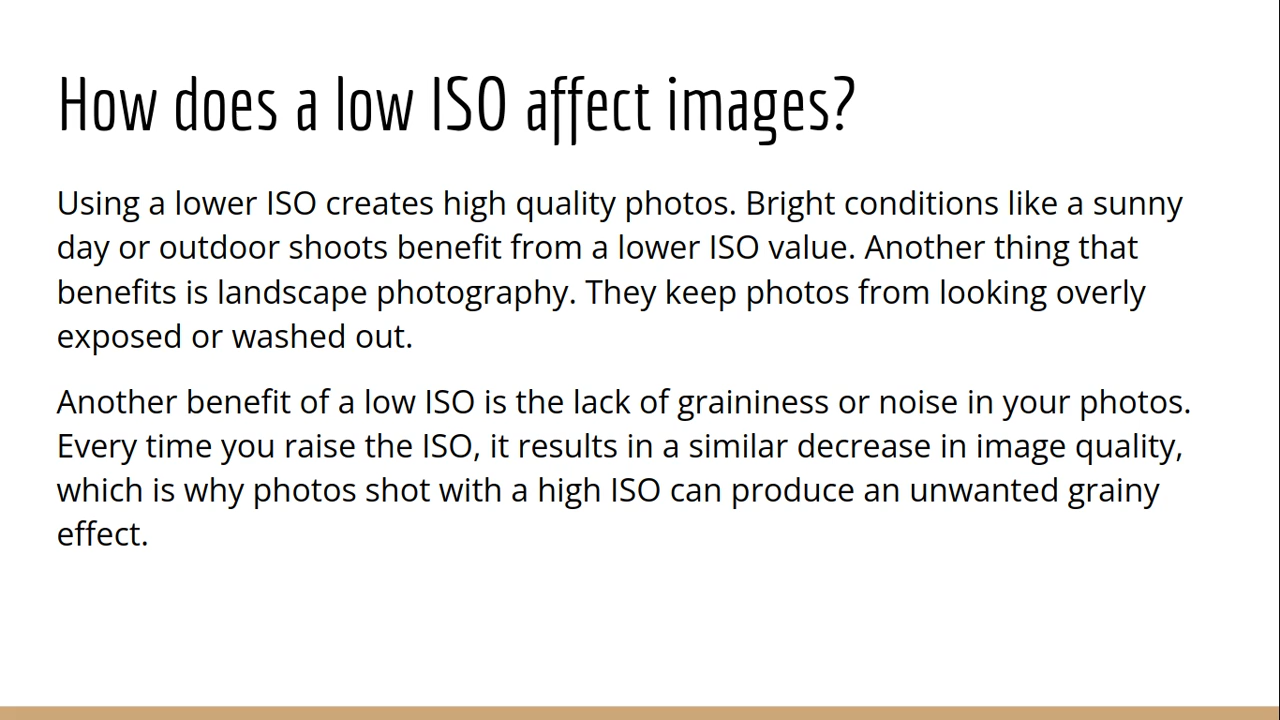 How does a low ISO affect images?
Using a lower ISO creates high quality photos. Bright conditions like a sunny
day or outdoor shoots benefit from a lower ISO value. Another thing that
benefits is landscape photography. They keep photos from looking overly
exposed or washed out.
Another benefit of a low ISO is the lack of graininess or noise in your photos.
Every time you raise the ISO, it results in a similar decrease in image quality,
which is why photos shot with a high ISO can produce an unwanted grainy
effect.